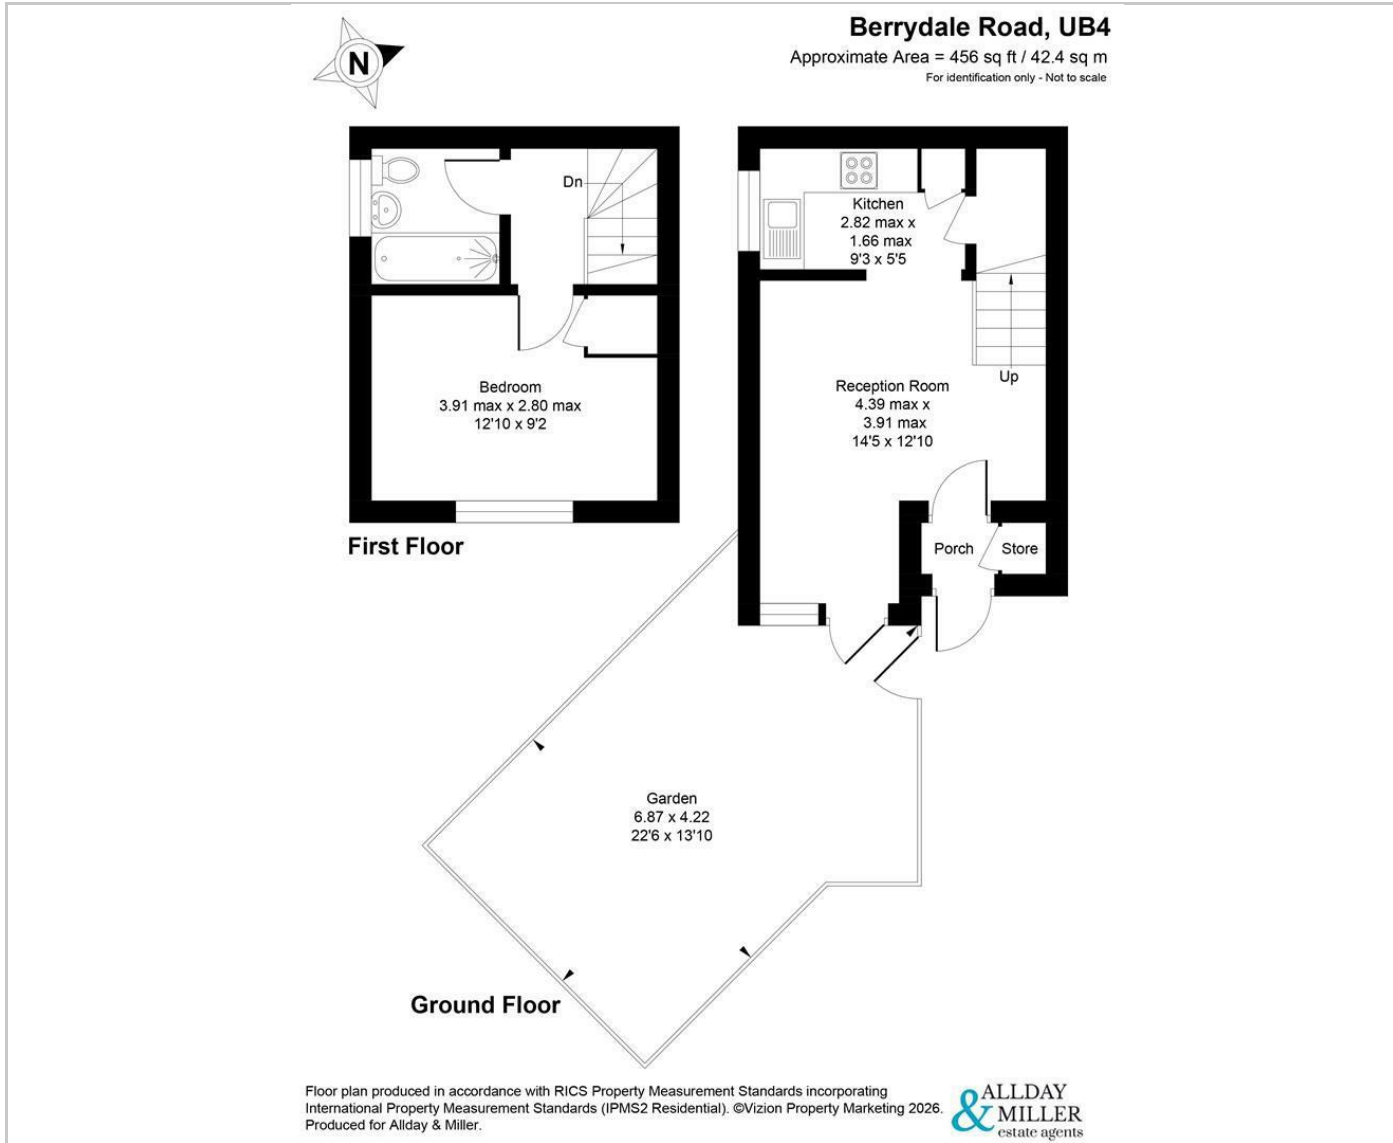 Berrydale Road, UB4
Approximate Area = 456 sq ft / 42.4 sq m
For identification only - Not to scale
N
Dn
Bedroom
3.91 max x 2.80 max
12'10 x 9'2
First Floor
Kitchen
2.82 max x
1.66 max
9'3 x 5'5
Reception Room
4.39 max x
3.91 max
14'5 x 12'10
Up
Porch
Store
Garden
6.87 x 4.22
22'6 x 13'10
Ground Floor
Floor plan produced in accordance with RICS Property Measurement Standards incorporating
International Property Measurement Standards (IPMS2 Residential). ©Vizion Property Marketing 2026.
Produced for Allday & Miller.
ALLDAY
& MILLER
estate agents